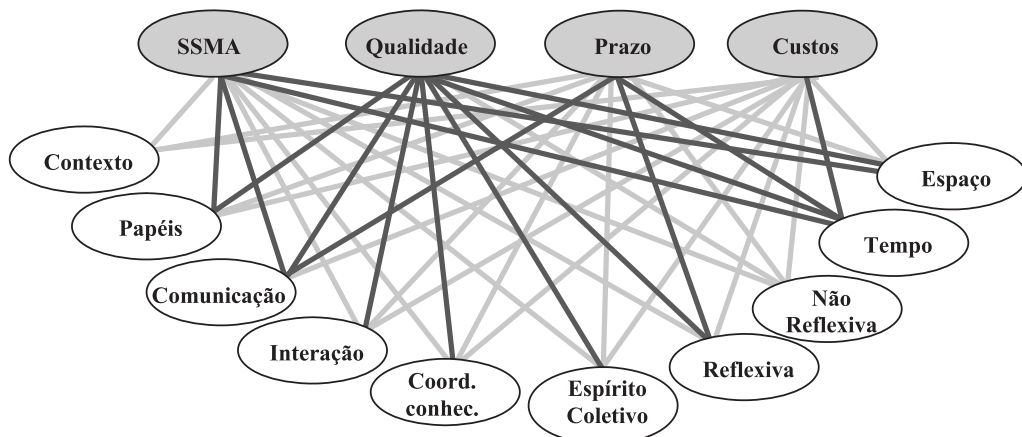 SSMA
Qualidade
Prazo
Custos
Contexto
Espaço
Papéis
Tempo
Comunicação
Não
Reflexiva
Interação
Reflexiva
Coord.
conhec.
Espírito
Coletivo